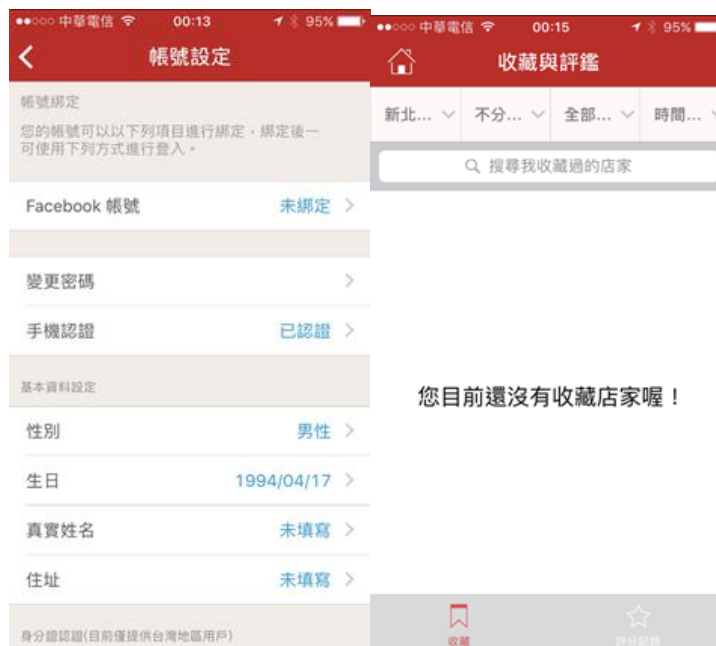 中華電信 00:13 95%
帳號設定
帳號綁定
您的帳號可以以下列項目進行綁定,綁定後一
可使用下列方式進行登入。
Facebook 帳號 未綁定
變更密碼
手機認證 已認證
基本資料設定
性別 男性
生日 1994/04/17
真實姓名 未填寫
住址 未填寫
身分證認證(目前僅提供台灣地區用戶)
中華電信 00:15 95%
收藏與評鑑
新北... 不分... 全部... 時間...
搜尋我收藏過的店家
您目前還沒有收藏店家喔!
收藏 評分記錄